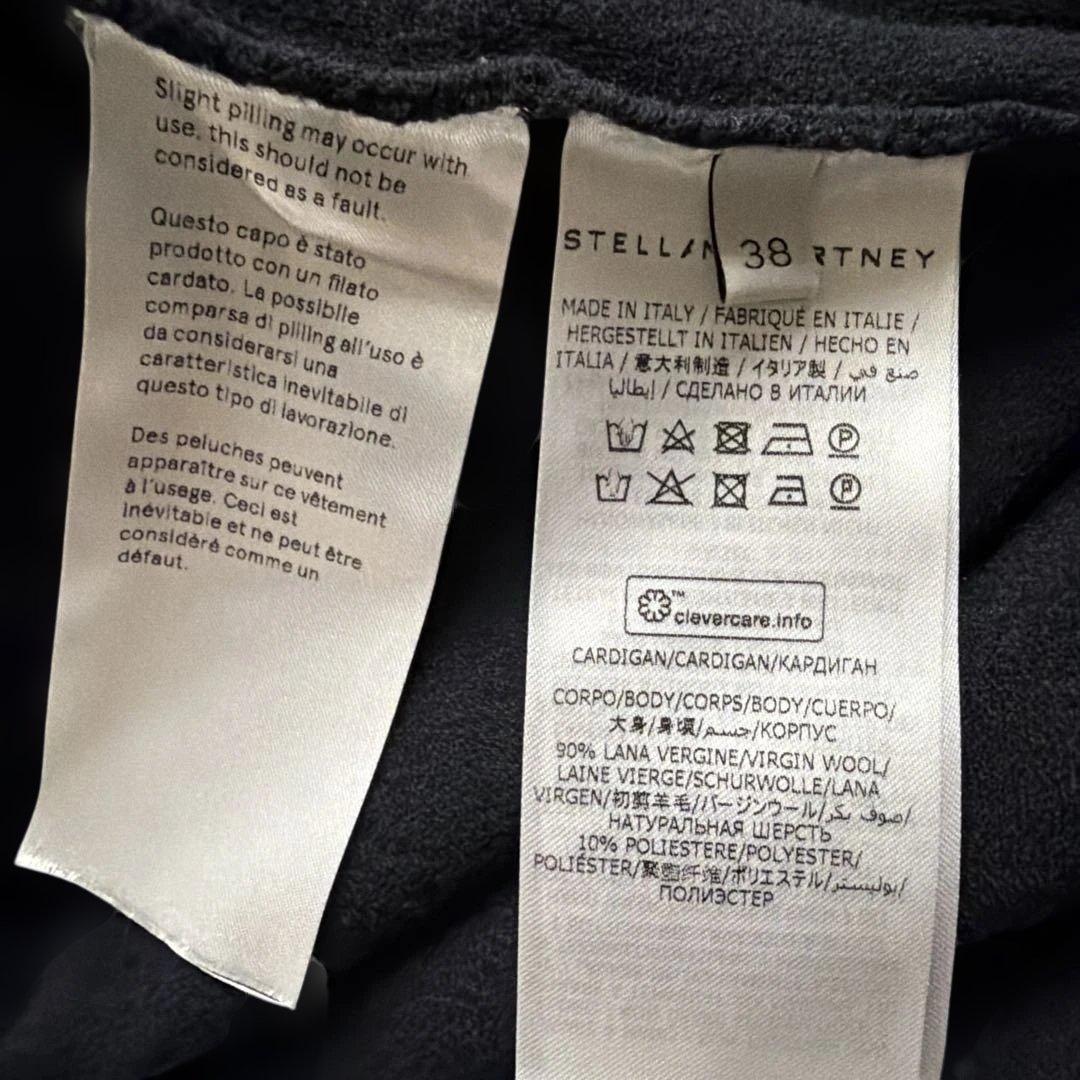 Slight pilling may occur with
use. this should not be
considered as a fault.
Questo capo è stato
prodotto con un filato
cardato. La possibile
comparsa di pilling all'uso è
da considerarsi una
caratteristica inevitabile di
questo tipo di lavorazione.
Des peluches peuvent
apparaître sur ce vêtement
à l'usage. Ceci est
inévitable et ne peut être
considéré comme un
défaut.
STELLA 38 RTNEY
MADE IN ITALY / FABRIQUÉ EN ITALIE /
HERGESTELLT IN ITALIEN / HECHO EN
ITALIA / 意大利制造 / イタリア製 / صنع في
إيطاليا / СДЕЛАНО В ИТАЛИИ
P
P
clevercare.info
CARDIGAN/CARDIGAN/КАРДИГАН
CORPO/BODY/CORPS/BODY/CUERPO/
大身/身頃/جسم/КОРПУС
90% LANA VERGINE/VIRGIN WOOL/
LAINE VIERGE/SCHURWOLLE/LANA
VIRGEN/初剪羊毛/バージンウール/صوف بكر/
НАТУРАЛЬНАЯ ШЕРСТЬ
10% POLIESTERE/POLYESTER/
POLIÉSTER/聚酯纤维/ポリエステル/بوليستر/
ПОЛИЭСТЕР